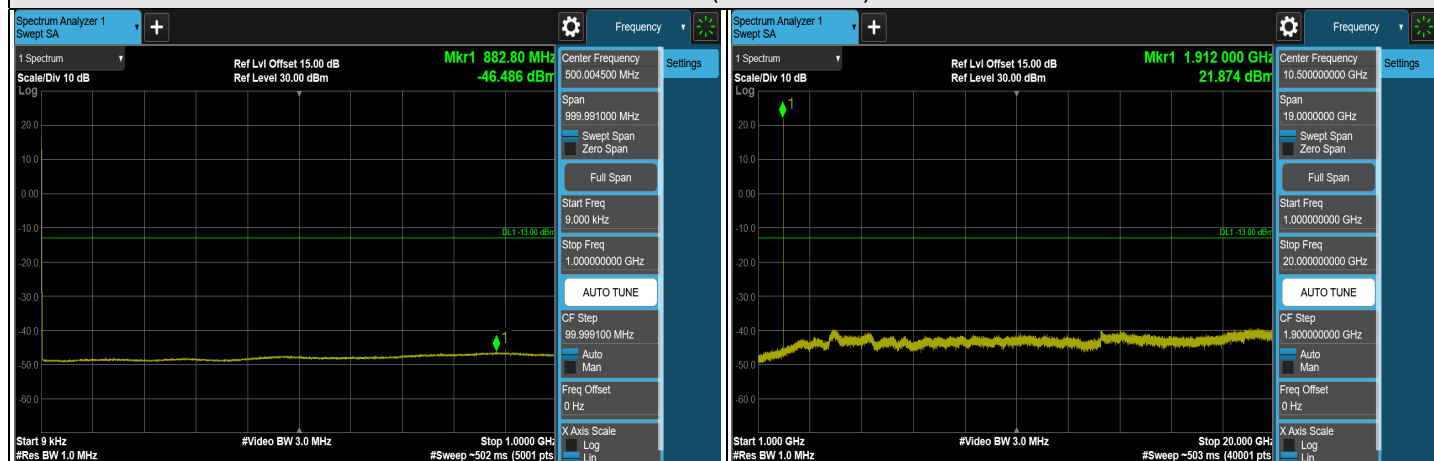 Spectrum Analyzer 1
Swept SA
+
Frequency
1 Spectrum
Scale/Div 10 dB
Log
Ref Lvl Offset 15.00 dB
Ref Level 30.00 dBm
Mkr1 882.80 MHz
-46.486 dBm
20.0
10.0
0.00
-10.0
-20.0
-30.0
-40.0
-50.0
-60.0
DL1 -13.00 dBm
1
Start 9 kHz
#Res BW 1.0 MHz
#Video BW 3.0 MHz
Stop 1.0000 GHz
#Sweep ~502 ms (5001 pts
Center Frequency
500.004500 MHz
Settings
Span
999.991000 MHz
Swept Span
Zero Span
Full Span
Start Freq
9.000 kHz
Stop Freq
1.000000000 GHz
AUTO TUNE
CF Step
99.999100 MHz
Auto
Man
Freq Offset
0 Hz
X Axis Scale
Log
Lin
Spectrum Analyzer 1
Swept SA
+
Frequency
1 Spectrum
Scale/Div 10 dB
Log
Ref Lvl Offset 15.00 dB
Ref Level 30.00 dBm
Mkr1 1.912 000 GHz
21.874 dBm
1
20.0
10.0
0.00
-10.0
-20.0
-30.0
-40.0
-50.0
-60.0
DL1 -13.00 dBm
Start 1.000 GHz
#Res BW 1.0 MHz
#Video BW 3.0 MHz
Stop 20.000 GHz
#Sweep ~503 ms (40001 pts
Center Frequency
10.500000000 GHz
Settings
Span
19.0000000 GHz
Swept Span
Zero Span
Full Span
Start Freq
1.000000000 GHz
Stop Freq
20.000000000 GHz
AUTO TUNE
CF Step
1.900000000 GHz
Auto
Man
Freq Offset
0 Hz
X Axis Scale
Log
Lin